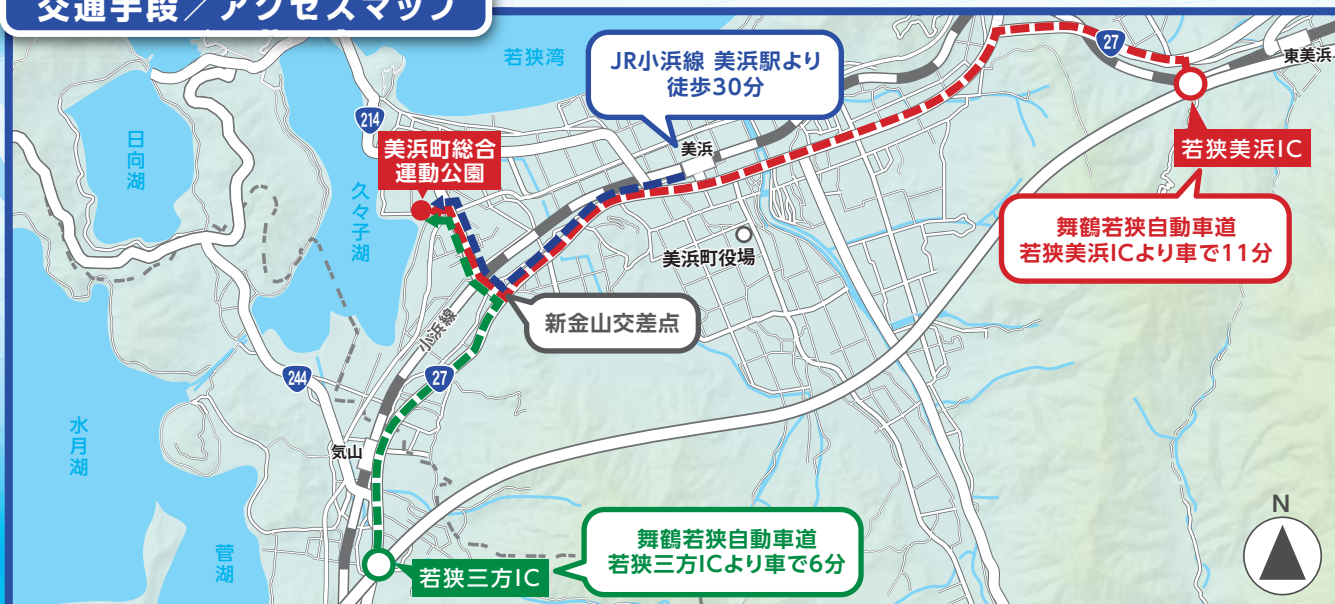 交通手段／アクセスマップ
若狭湾
JR小浜線 美浜駅より
徒歩30分
27
東美浜
214
日向湖
美浜町総合
運動公園
美浜
若狭美浜IC
久々子湖
舞鶴若狭自動車道
若狭美浜ICより車で11分
美浜町役場
新金山交差点
小浜線
244
27
水月湖
気山
N
菅湖
若狭三方IC
舞鶴若狭自動車道
若狭三方ICより車で6分